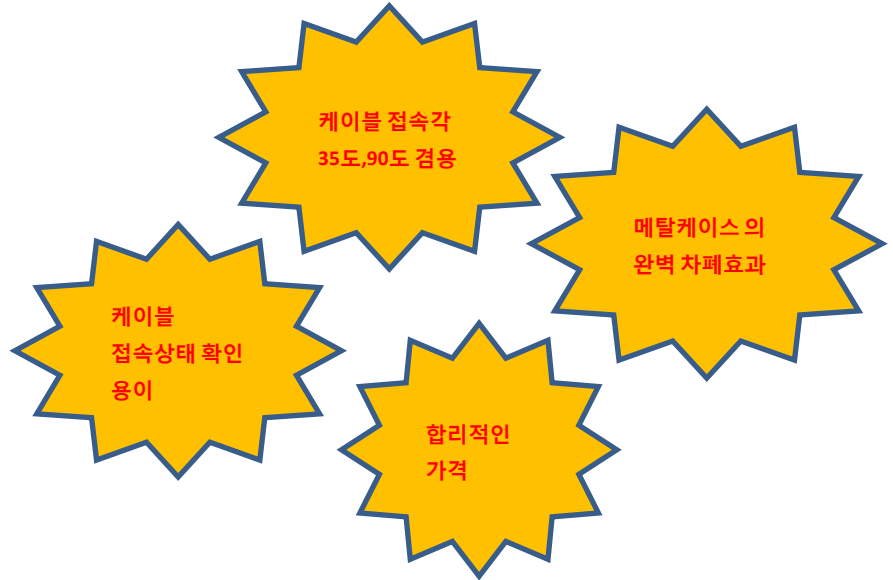 케이블 접속각
35도,90도 겸용
메탈케이스 의
완벽 차폐효과
케이블
접속상태 확인
용이
합리적인
가격